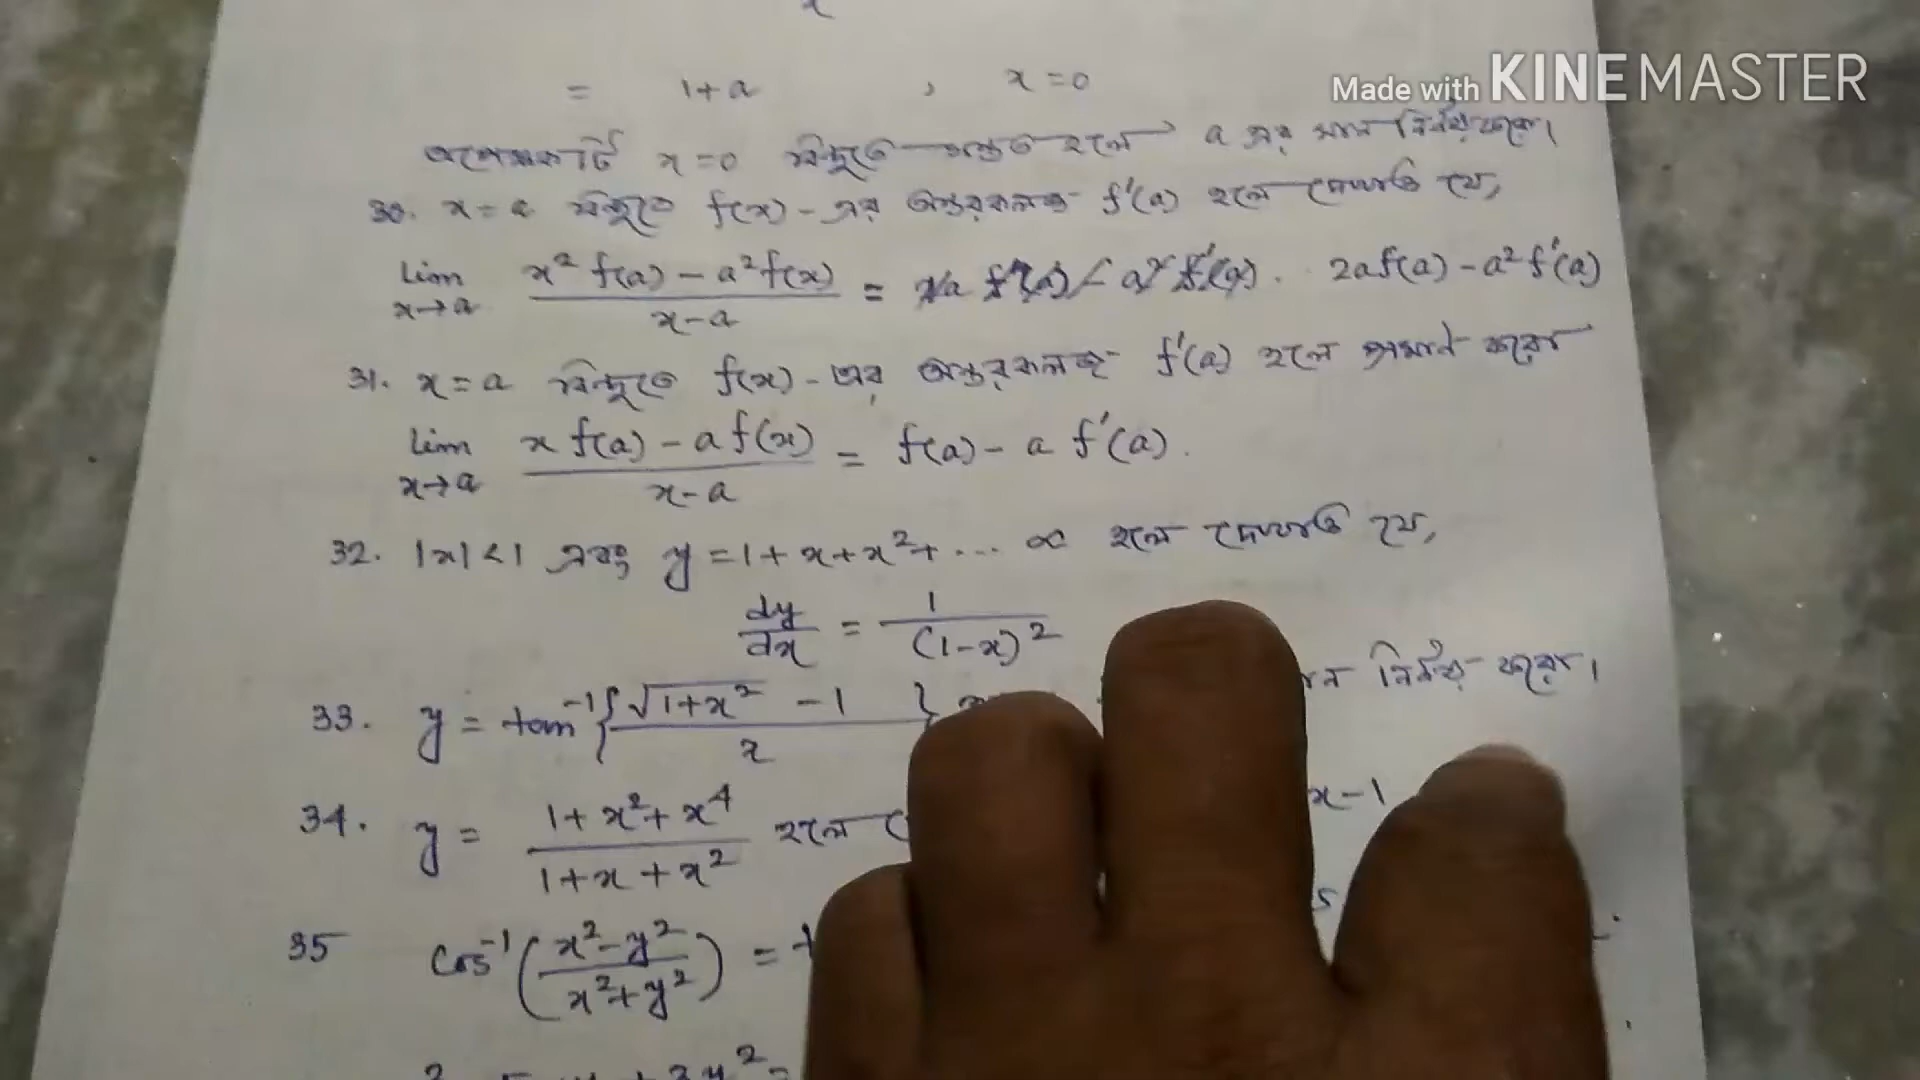 Made with KINEMASTER
= 1+a , x=0
অপেক্ষকটি x=0 বিন্দুতে সন্তত হলে a এর মান নির্ণয় করো।
30. x=a বিন্দুতে f(x)-এর অন্তরকলজ f'(a) হলে দেখাও যে,
Lim x→a x² f(a) - a² f(x) / x-a = 2a f(a) - a² f'(a)
31. x=a বিন্দুতে f(x)-এর অন্তরকলজ f'(a) হলে প্রমাণ করো
Lim x→a x f(a) - a f(x) / x-a = f(a) - a f'(a).
32. |x|<1 এবং y = 1+x+x²+... ∞ হলে দেখাও যে,
dy/dx = 1/(1-x)²
33. y = tan⁻¹{ √1+x² -1 / x } নির্ণয় করো।
34. y = 1+x²+x⁴ / 1+x+x² হলে x-1
35 cos⁻¹( x²-y² / x²+y² ) =